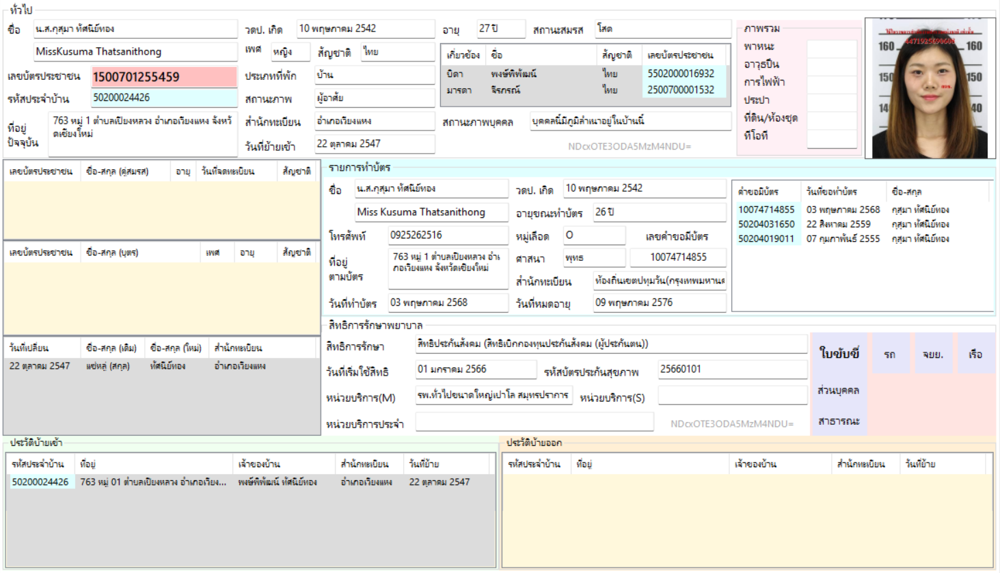 ทั่วไป
ชื่อ น.ส.กุสุมา ทัศนีย์ทอง วดป. เกิด 10 พฤษภาคม 2542 อายุ 27 ปี สถานะสมรส โสด
MissKusuma Thatsanithong เพศ หญิง สัญชาติ ไทย
เลขบัตรประชาชน 1500701255459 ประเภทที่พัก บ้าน
รหัสประจำบ้าน 50200024426 สถานะภาพ ผู้อาศัย
ที่อยู่ปัจจุบัน 763 หมู่ 1 ตำบลเปียงหลวง อำเภอเวียงแหง จังหวั
ดเชียงใหม่
สำนักทะเบียน อำเภอเวียงแหง
วันที่ย้ายเข้า 22 ตุลาคม 2547
เกี่ยวข้อง ชื่อ สัญชาติ เลขบัตรประชาชน
บิดา พงษ์พิพัฒน์ ไทย 5502000016932
มารดา จิรภรณ์ ไทย 2500700001532
สถานะภาพบุคคล บุคคลนี้มีภูมิลำเนาอยู่ในบ้านนี้
NDcxOTE3ODA5MzM4NDU=
ภาพรวม
พาหนะ
อาวุธปืน
การไฟฟ้า
ประปา
ที่ดิน/ห้องชุด
ทีโอที
160 160
150 150
14 40
เลขบัตรประชาชน ชื่อ-สกุล (คู่สมรส) อายุ วันที่จดทะเบียน สัญชาติ
เลขบัตรประชาชน ชื่อ-สกุล (บุตร) เพศ อายุ สัญชาติ
วันที่เปลี่ยน ชื่อ-สกุล (เดิม) ชื่อ-สกุล (ใหม่) สำนักทะเบียน
22 ตุลาคม 2547 แซ่หลู่ (สกุล) ทัศนีย์ทอง อำเภอเวียงแหง
รายการทำบัตร
ชื่อ น.ส.กุสุมา ทัศนีย์ทอง วดป. เกิด 10 พฤษภาคม 2542
Miss Kusuma Thatsanithong อายุขณะทำบัตร 26 ปี
โทรศัพท์ 0925262516 หมู่เลือด O เลขคำขอมีบัตร
ที่อยู่ตามบัตร 763 หมู่ 1 ตำบลเปียงหลวง อำเ
ภอเวียงแหง จังหวัดเชียงใหม่
ศาสนา พุทธ 10074714855
สำนักทะเบียน ท้องถิ่นเขตปทุมวัน(กรุงเทพมหานค
วันที่ทำบัตร 03 พฤษภาคม 2568 วันที่หมดอายุ 09 พฤษภาคม 2576
คำขอมีบัตร วันที่ขอทำบัตร ชื่อ-สกุล
10074714855 03 พฤษภาคม 2568 กุสุมา ทัศนีย์ทอง
50204031650 22 สิงหาคม 2559 กุสุมา ทัศนีย์ทอง
50204019011 07 กุมภาพันธ์ 2555 กุสุมา ทัศนีย์ทอง
สิทธิการรักษาพยาบาล
สิทธิการรักษา สิทธิประกันสังคม (สิทธิเบิกกองทุนประกันสังคม (ผู้ประกันตน))
วันที่เริ่มใช้สิทธิ 01 มกราคม 2566 รหัสบัตรประกันสุขภาพ 25660101
หน่วยบริการ(M) รพ.ทั่วไปขนาดใหญ่เปาโล สมุทรปราการ หน่วยบริการ(S)
หน่วยบริการประจำ NDcxOTE3ODA5MzM4NDU=
ใบขับขี่ รถ จยย. เรือ
ส่วนบุคคล
สาธารณะ
ประวัติย้ายเข้า
รหัสประจำบ้าน ที่อยู่ เจ้าของบ้าน สำนักทะเบียน วันที่ย้าย
50200024426 763 หมู่ 01 ตำบลเปียงหลวง อำเภอเวียง... พงษ์พิพัฒน์ ทัศนีย์ทอง อำเภอเวียงแหง 22 ตุลาคม 2547
ประวัติย้ายออก
รหัสประจำบ้าน ที่อยู่ เจ้าของบ้าน สำนักทะเบียน วันที่ย้าย